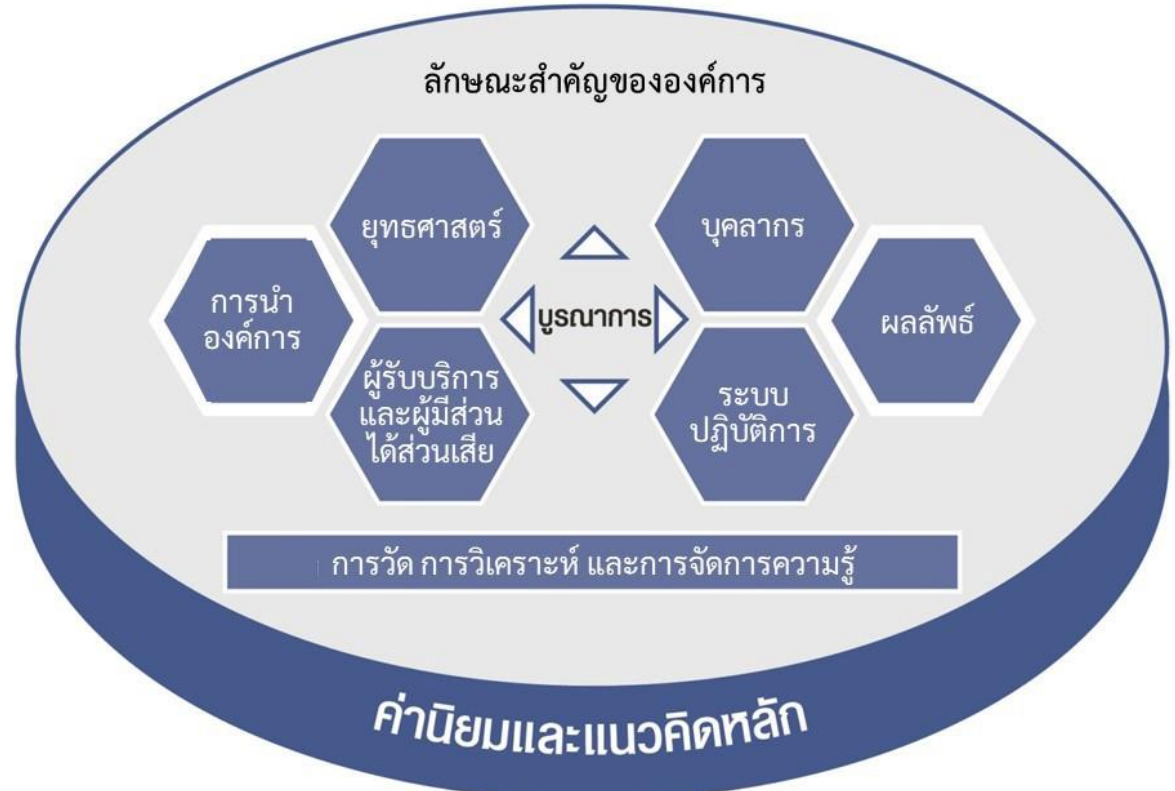 ลักษณะสำคัญขององค์การ
ยุทธศาสตร์
บุคลากร
การนำ
องค์การ
บูรณาการ
ผลลัพธ์
ผู้รับบริการ
และผู้มีส่วน
ได้ส่วนเสีย
ระบบ
ปฏิบัติการ
การวัด การวิเคราะห์ และการจัดการความรู้
ค่านิยมและแนวคิดหลัก